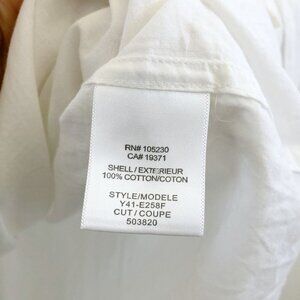 RN# 105230
CA# 19371
SHELL / EXTERIEUR
100% COTTON/COTON
STYLE/MODELE
Y41-E258F
CUT / COUPE
503820